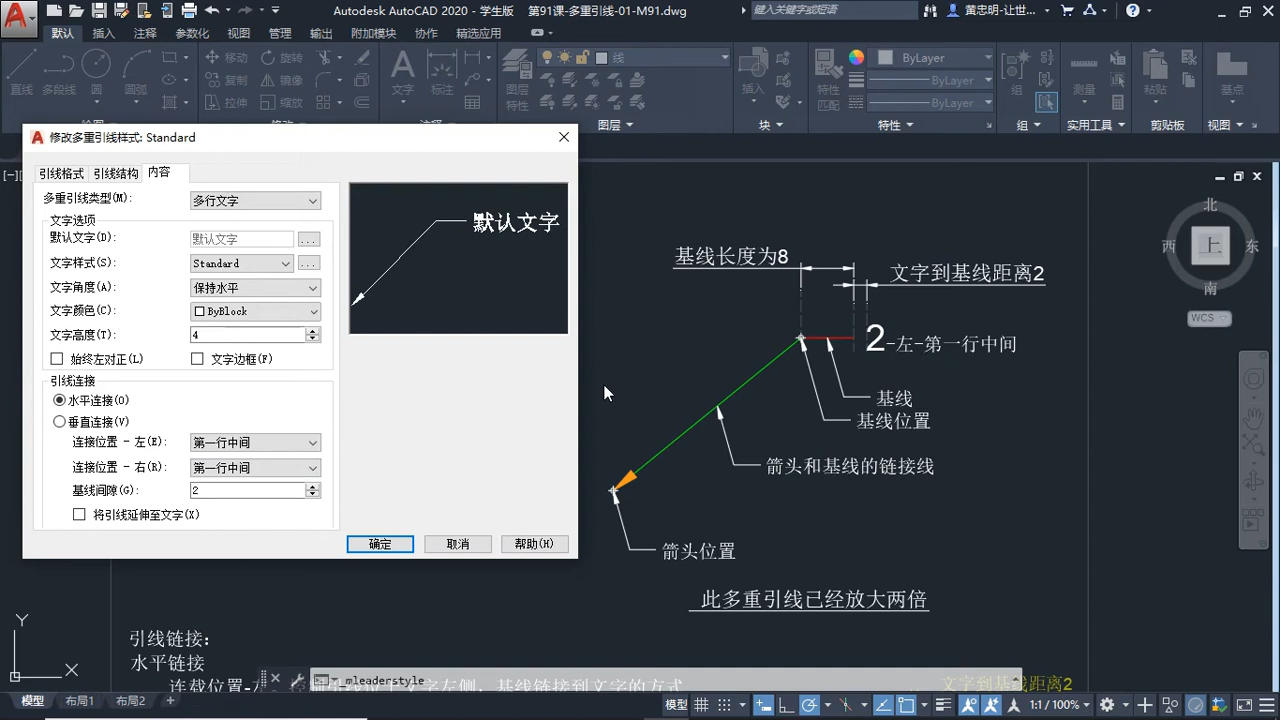 Autodesk AutoCAD 2020 - 学生版 第91课-多重引线-01-M91.dwg
键入关键字或短语
黄志明-让世...
默认 插入 注释 参数化 视图 管理 输出 附加模块 协作 精选应用
直线 多段线 圆 圆弧
移动 旋转
复制 镜像
拉伸 缩放
文字 标注
图层特性
线
图层
插入
块
特性匹配
ByLayer
ByLayer
ByLayer
特性
组
组
测量
实用工具
粘贴
剪贴板
基点
视图
修改多重引线样式: Standard
引线格式 引线结构 内容
多重引线类型(M): 多行文字
文字选项
默认文字(D): 默认文字 ...
文字样式(S): Standard ...
文字角度(A): 保持水平
文字颜色(C): ByBlock
文字高度(T): 4
始终左对正(L) 文字边框(F)
引线连接
水平连接(O)
垂直连接(V)
连接位置 - 左(E): 第一行中间
连接位置 - 右(R): 第一行中间
基线间隙(G): 2
将引线延伸至文字(X)
默认文字
确定 取消 帮助(H)
北
西 上 东
南
WCS
基线长度为8
文字到基线距离2
2-左-第一行中间
基线
基线位置
箭头和基线的链接线
箭头位置
此多重引线已经放大两倍
引线链接：
水平链接
Y
X
mleaderstyle
文字到基线距离2
模型 布局1 布局2 +
模型 1:1 / 100%